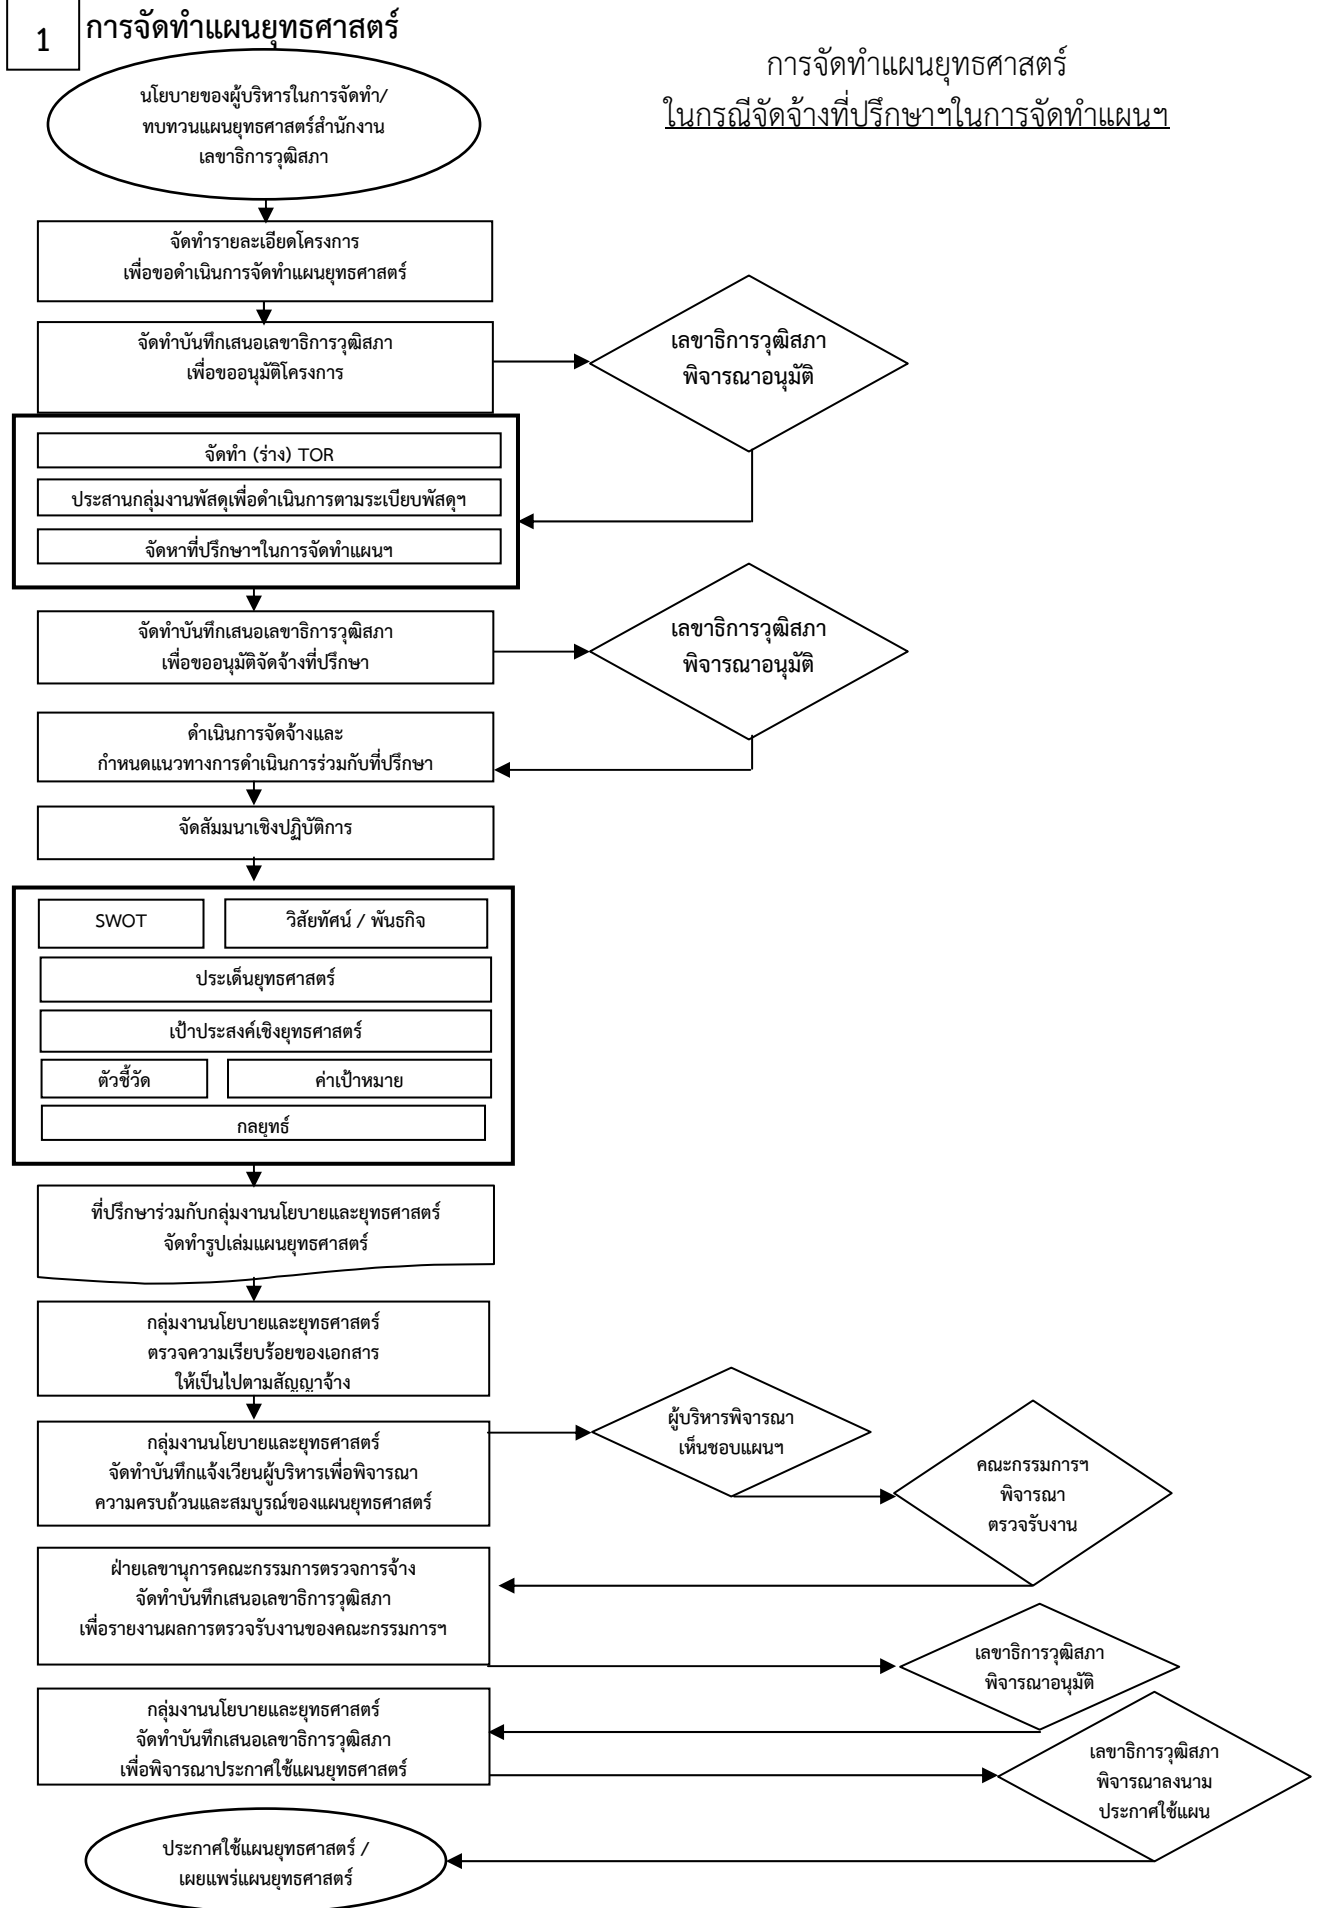 1
การจัดทำแผนยุทธศาสตร์
การจัดทำแผนยุทธศาสตร์
ในกรณีจัดจ้างที่ปรึกษาฯในการจัดทำแผนฯ
นโยบายของผู้บริหารในการจัดทำ/
ทบทวนแผนยุทธศาสตร์สำนักงาน
เลขาธิการวุฒิสภา
จัดทำรายละเอียดโครงการ
เพื่อขอดำเนินการจัดทำแผนยุทธศาสตร์
จัดทำบันทึกเสนอเลขาธิการวุฒิสภา
เพื่อขออนุมัติโครงการ
เลขาธิการวุฒิสภา
พิจารณาอนุมัติ
จัดทำ (ร่าง) TOR
ประสานกลุ่มงานพัสดุเพื่อดำเนินการตามระเบียบพัสดุฯ
จัดหาที่ปรึกษาฯในการจัดทำแผนฯ
จัดทำบันทึกเสนอเลขาธิการวุฒิสภา
เพื่อขออนุมัติจัดจ้างที่ปรึกษา
เลขาธิการวุฒิสภา
พิจารณาอนุมัติ
ดำเนินการจัดจ้างและ
กำหนดแนวทางการดำเนินการร่วมกับที่ปรึกษา
จัดสัมมนาเชิงปฏิบัติการ
SWOT
วิสัยทัศน์ / พันธกิจ
ประเด็นยุทธศาสตร์
เป้าประสงค์เชิงยุทธศาสตร์
ตัวชี้วัด
ค่าเป้าหมาย
กลยุทธ์
ที่ปรึกษาร่วมกับกลุ่มงานนโยบายและยุทธศาสตร์
จัดทำรูปเล่มแผนยุทธศาสตร์
กลุ่มงานนโยบายและยุทธศาสตร์
ตรวจความเรียบร้อยของเอกสาร
ให้เป็นไปตามสัญญาจ้าง
กลุ่มงานนโยบายและยุทธศาสตร์
จัดทำบันทึกแจ้งเวียนผู้บริหารเพื่อพิจารณา
ความครบถ้วนและสมบูรณ์ของแผนยุทธศาสตร์
ผู้บริหารพิจารณา
เห็นชอบแผนฯ
คณะกรรมการฯ
พิจารณา
ตรวจรับงาน
ฝ่ายเลขานุการคณะกรรมการตรวจการจ้าง
จัดทำบันทึกเสนอเลขาธิการวุฒิสภา
เพื่อรายงานผลการตรวจรับงานของคณะกรรมการฯ
เลขาธิการวุฒิสภา
พิจารณาอนุมัติ
กลุ่มงานนโยบายและยุทธศาสตร์
จัดทำบันทึกเสนอเลขาธิการวุฒิสภา
เพื่อพิจารณาประกาศใช้แผนยุทธศาสตร์
เลขาธิการวุฒิสภา
พิจารณาลงนาม
ประกาศใช้แผน
ประกาศใช้แผนยุทธศาสตร์ /
เผยแพร่แผนยุทธศาสตร์